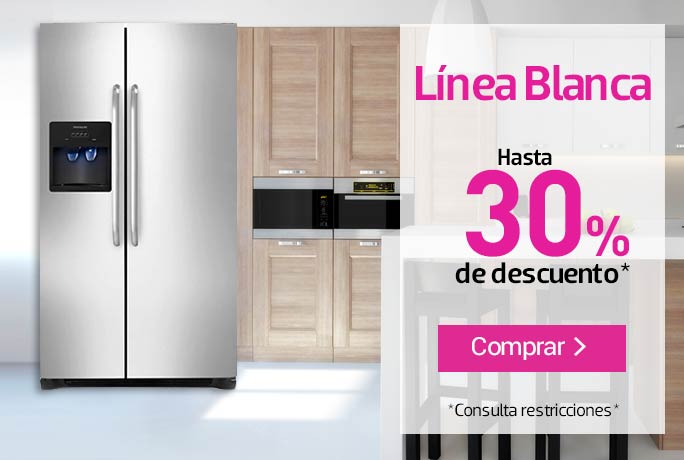 Línea Blanca
Hasta
30%
de descuento*
Comprar >
*Consulta restricciones*